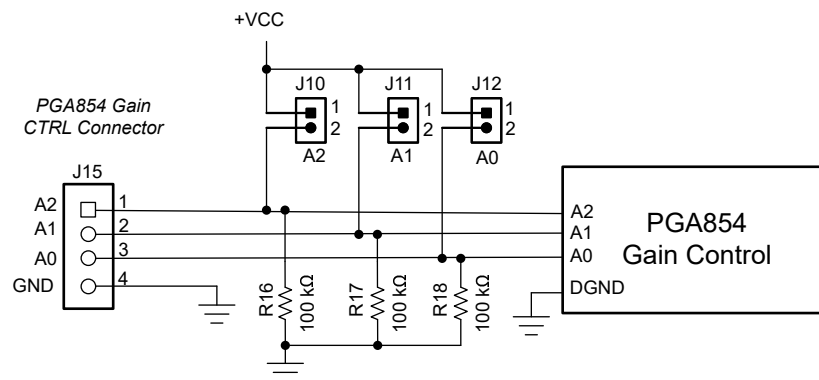 +VCC
J10
J11
J12
1
2
1
2
1
2
A2
A1
A0
PGA854 Gain
CTRL Connector
J15
A2
A1
A0
GND
1
2
3
4
R16
100 kΩ
R17
100 kΩ
R18
100 kΩ
A2
A1
A0
DGND
PGA854
Gain Control